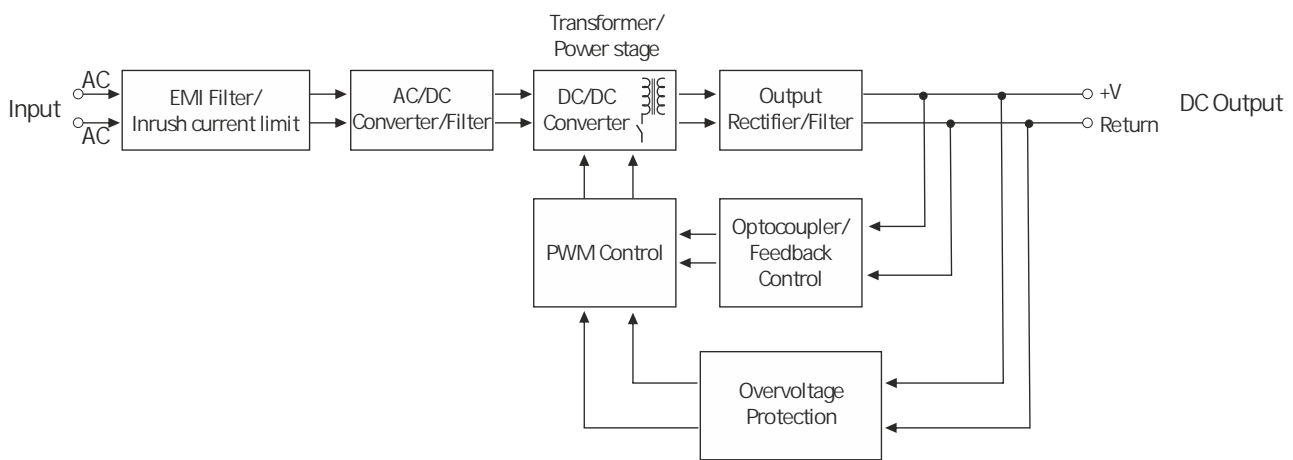 Transformer/
Power stage
Input
AC
AC
EMI Filter/
Inrush current limit
AC/DC
Converter/Filter
DC/DC
Converter
Output
Rectifier/Filter
+V
Return
DC Output
PWM Control
Optocoupler/
Feedback
Control
Overvoltage
Protection